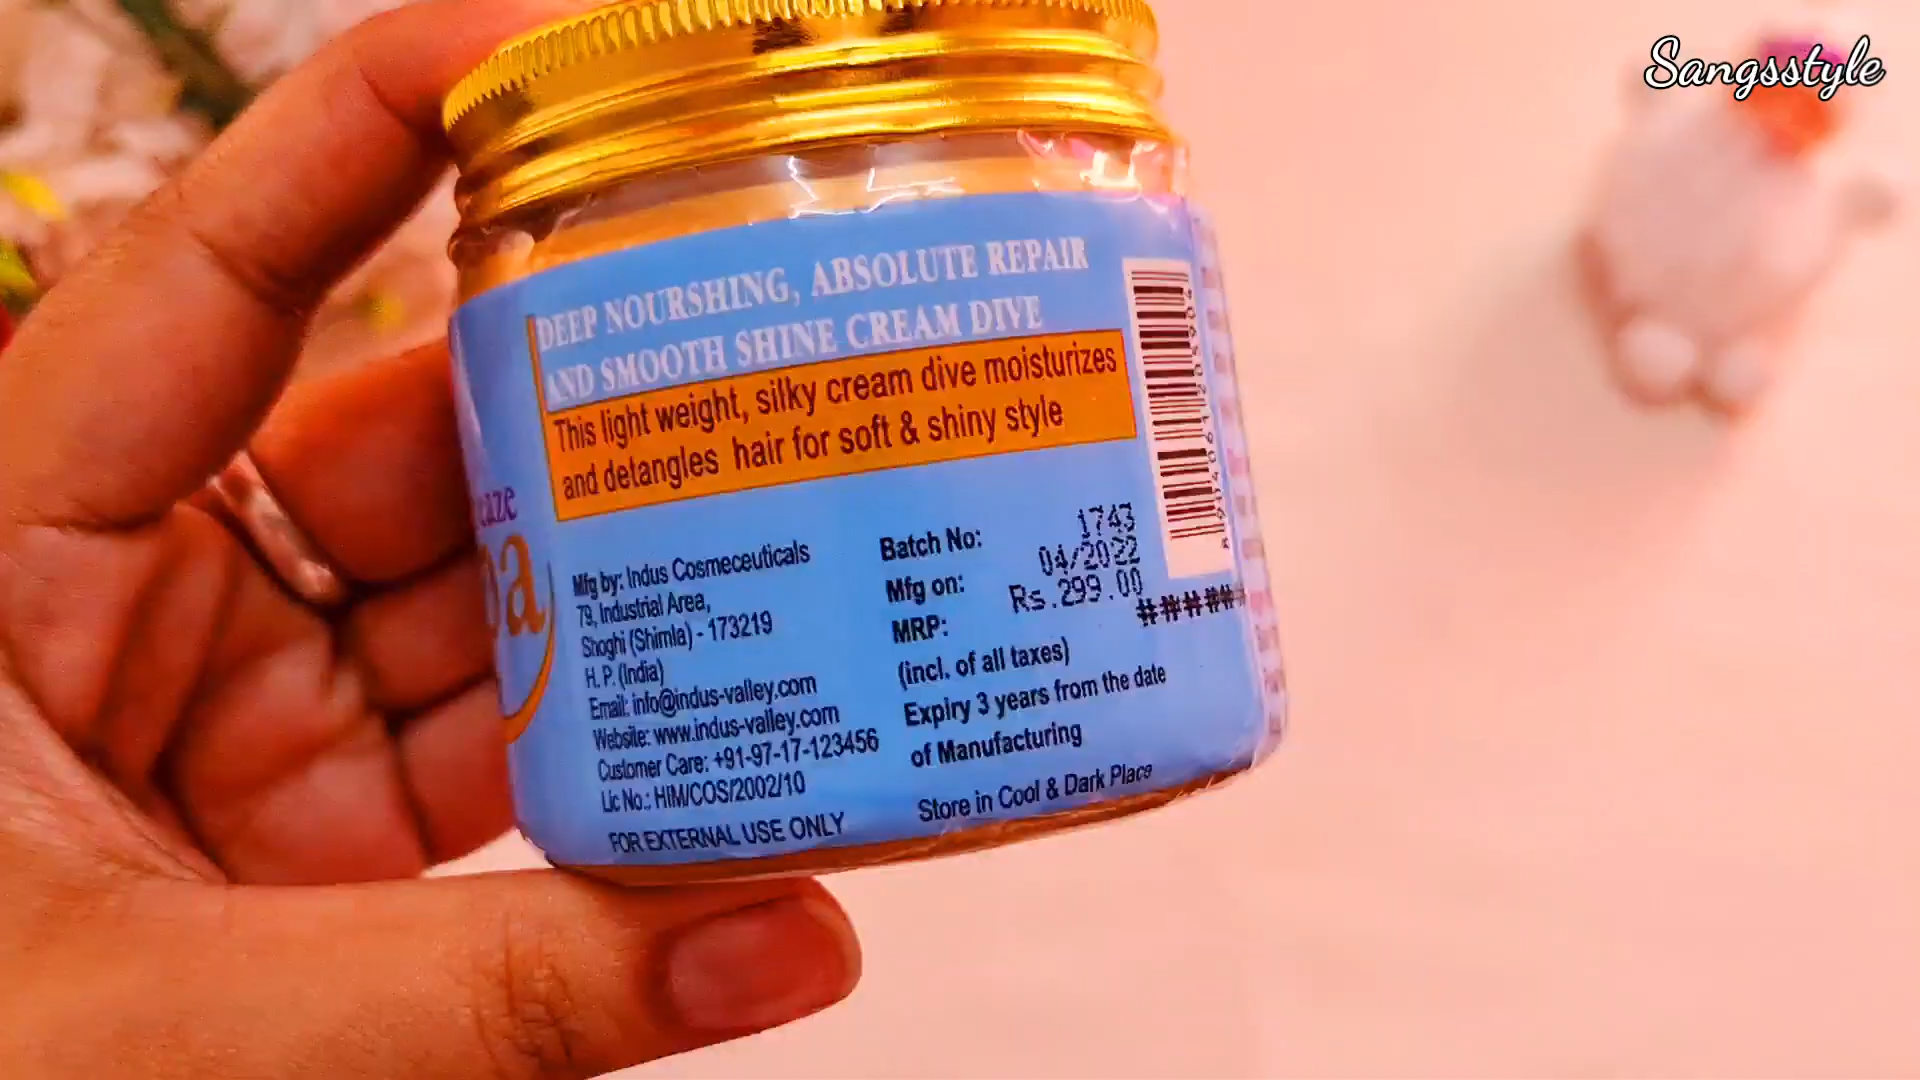 Sangsstyle
DEEP NOURSHING, ABSOLUTE REPAIR
AND SMOOTH SHINE CREAM DIVE
This light weight, silky cream dive moisturizes
and detangles hair for soft & shiny style
Mfg by: Indus Cosmeceuticals
79, Industrial Area,
Shoghi (Shimla) - 173219
H. P. (India)
Email: info@indus-valley.com
Website: www.indus-valley.com
Customer Care: +91-97-17-123456
Lic No.: HIM/COS/2002/10
FOR EXTERNAL USE ONLY
Batch No: 1743
Mfg on: 04/2022
MRP: Rs.299.00
######
(incl. of all taxes)
Expiry 3 years from the date
of Manufacturing
Store in Cool & Dark Place